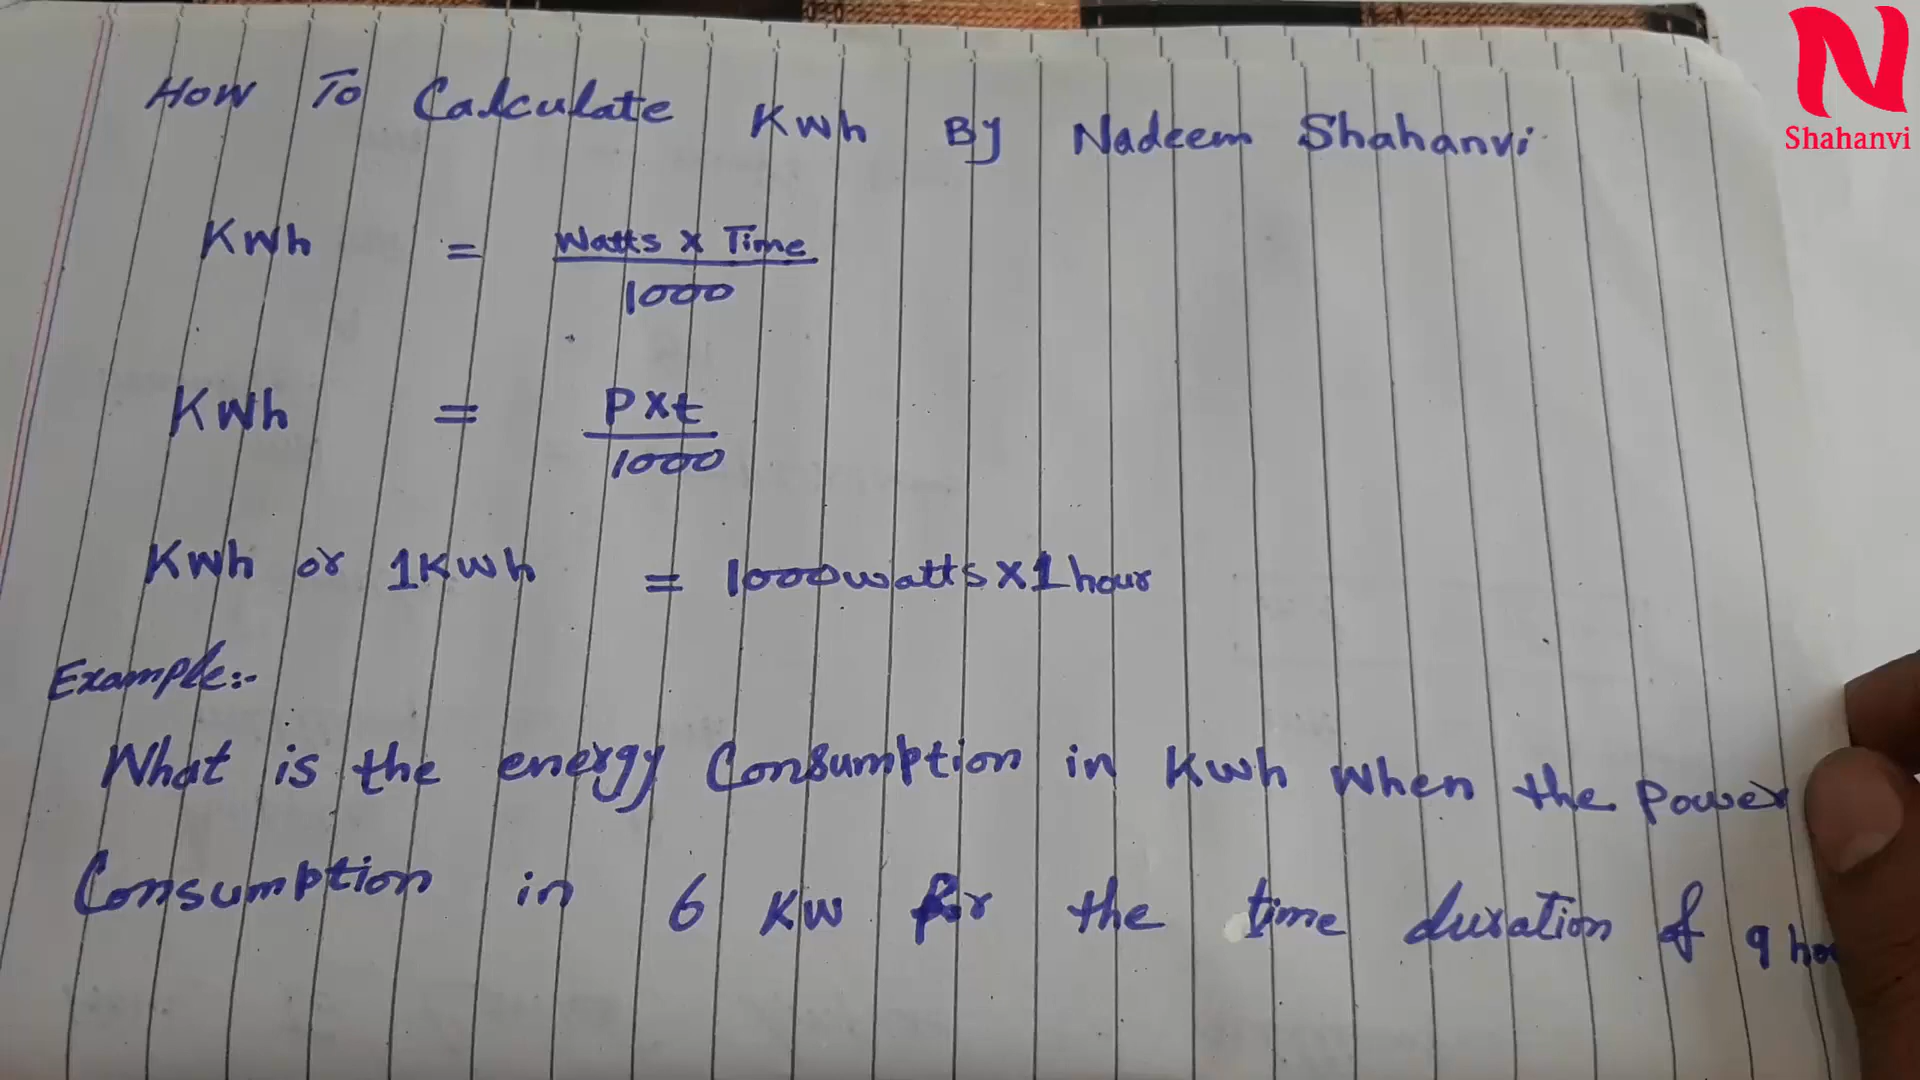 How To Calculate Kwh By Nadeem Shahanvi
N
Shahanvi
Kwh = Watts x Time
1000
Kwh = P x t
1000
Kwh or 1Kwh = 1000watts x 1 hour
Example:-
What is the energy Consumption in Kwh when the power
Consumption in 6 Kw for the time duration of 9